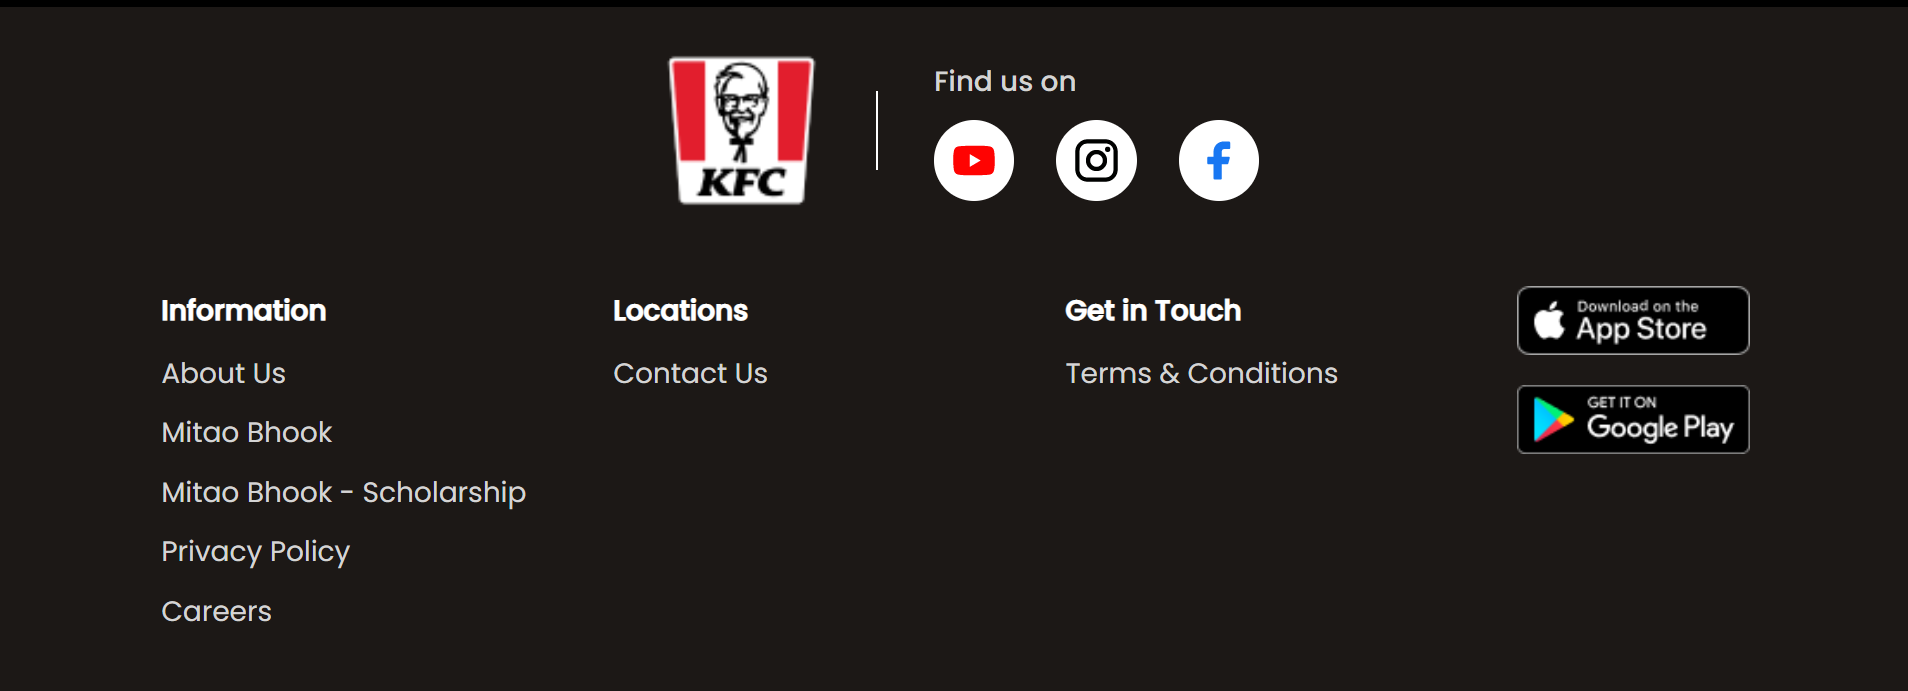 KFC
Find us on
Information
About Us
Mitao Bhook
Mitao Bhook - Scholarship
Privacy Policy
Careers
Locations
Contact Us
Get in Touch
Terms & Conditions
Download on the
App Store
GET IT ON
Google Play